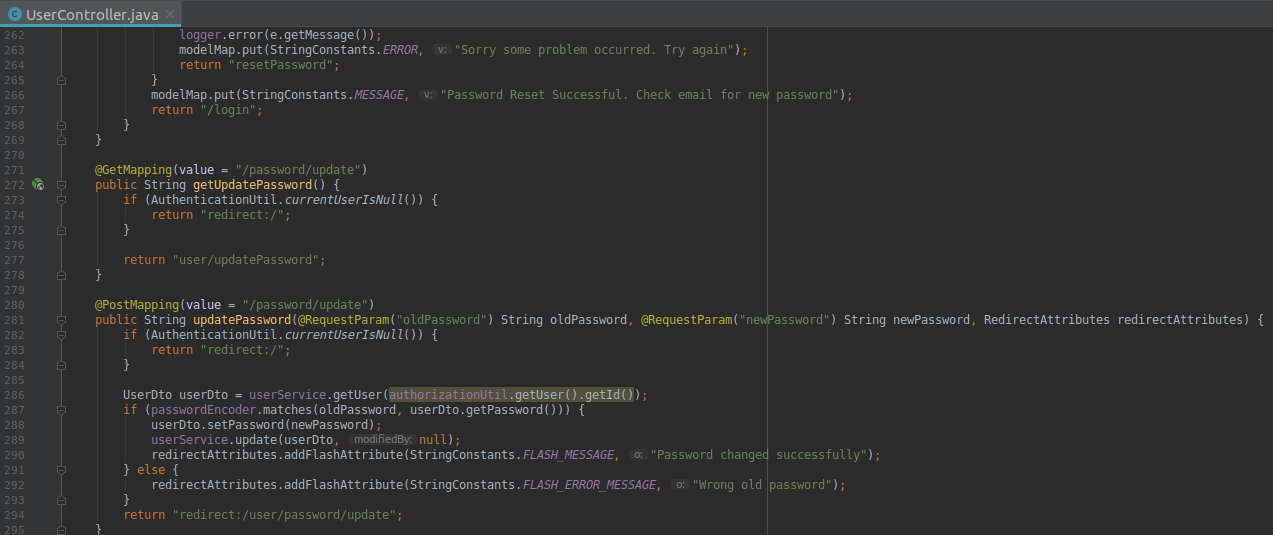 UserController.java
262 logger.error(e.getMessage());
263 modelMap.put(StringConstants.ERROR, v: "Sorry some problem occurred. Try again");
264 return "resetPassword";
265 }
266 modelMap.put(StringConstants.MESSAGE, v: "Password Reset Successful. Check email for new password");
267 return "/login";
268 }
269 }
270
271 @GetMapping(value = "/password/update")
272 public String getUpdatePassword() {
273 if (AuthenticationUtil.currentUserIsNull()) {
274 return "redirect:/";
275 }
276
277 return "user/updatePassword";
278 }
279
280 @PostMapping(value = "/password/update")
281 public String updatePassword(@RequestParam("oldPassword") String oldPassword, @RequestParam("newPassword") String newPassword, RedirectAttributes redirectAttributes) {
282 if (AuthenticationUtil.currentUserIsNull()) {
283 return "redirect:/";
284 }
285
286 UserDto userDto = userService.getUser(authorizationUtil.getUser().getId());
287 if (passwordEncoder.matches(oldPassword, userDto.getPassword())) {
288 userDto.setPassword(newPassword);
289 userService.update(userDto, modifiedBy: null);
290 redirectAttributes.addFlashAttribute(StringConstants.FLASH_MESSAGE, o: "Password changed successfully");
291 } else {
292 redirectAttributes.addFlashAttribute(StringConstants.FLASH_ERROR_MESSAGE, o: "Wrong old password");
293 }
294 return "redirect:/user/password/update";
295 }